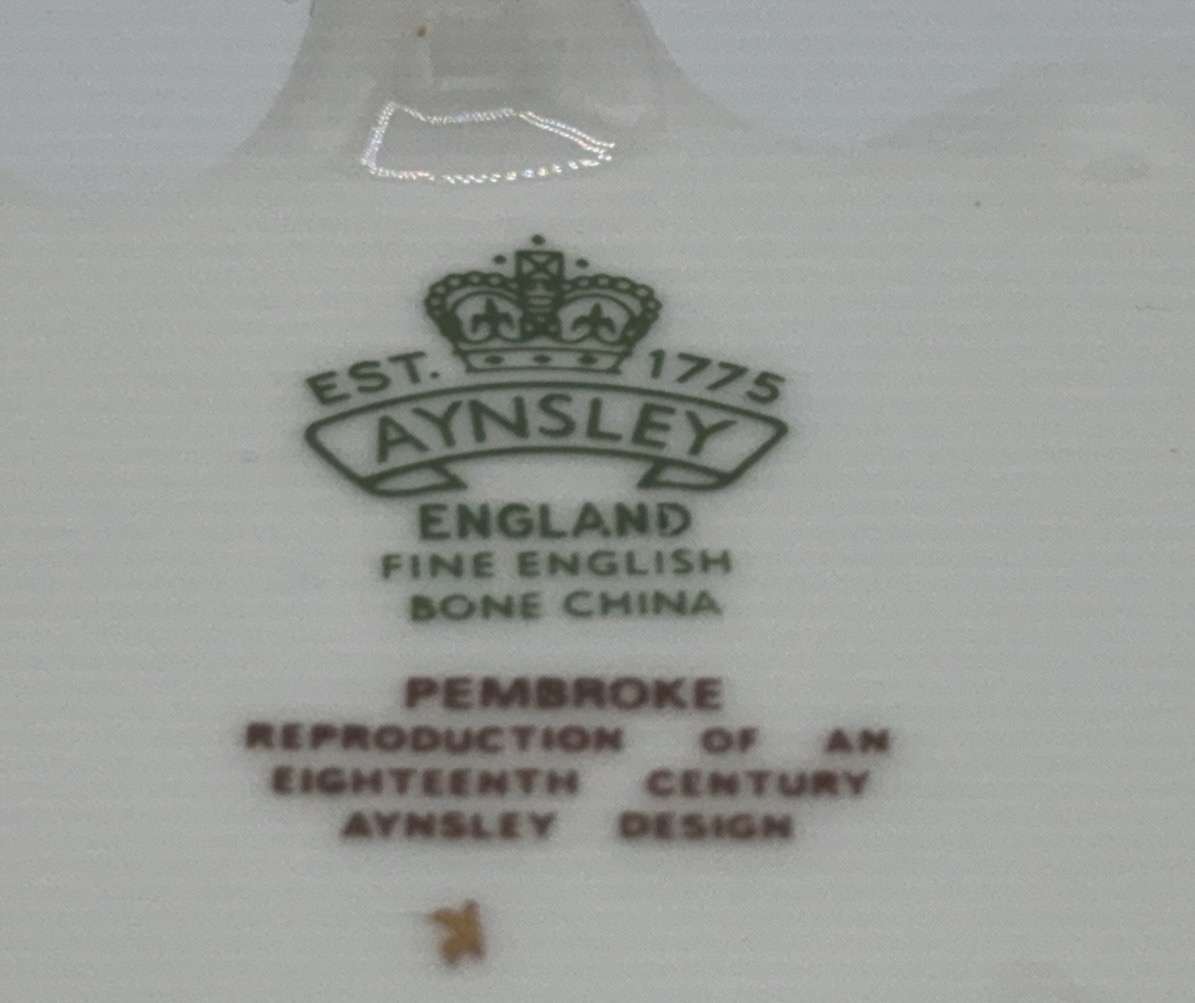 EST. 1775
AYNSLEY
ENGLAND
FINE ENGLISH
BONE CHINA
PEMBROKE
REPRODUCTION OF AN
EIGHTEENTH CENTURY
AYNSLEY DESIGN